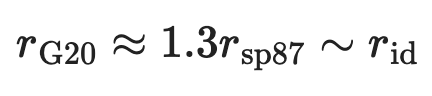 r_G20 ≈ 1.3r_sp87 ∼ r_id